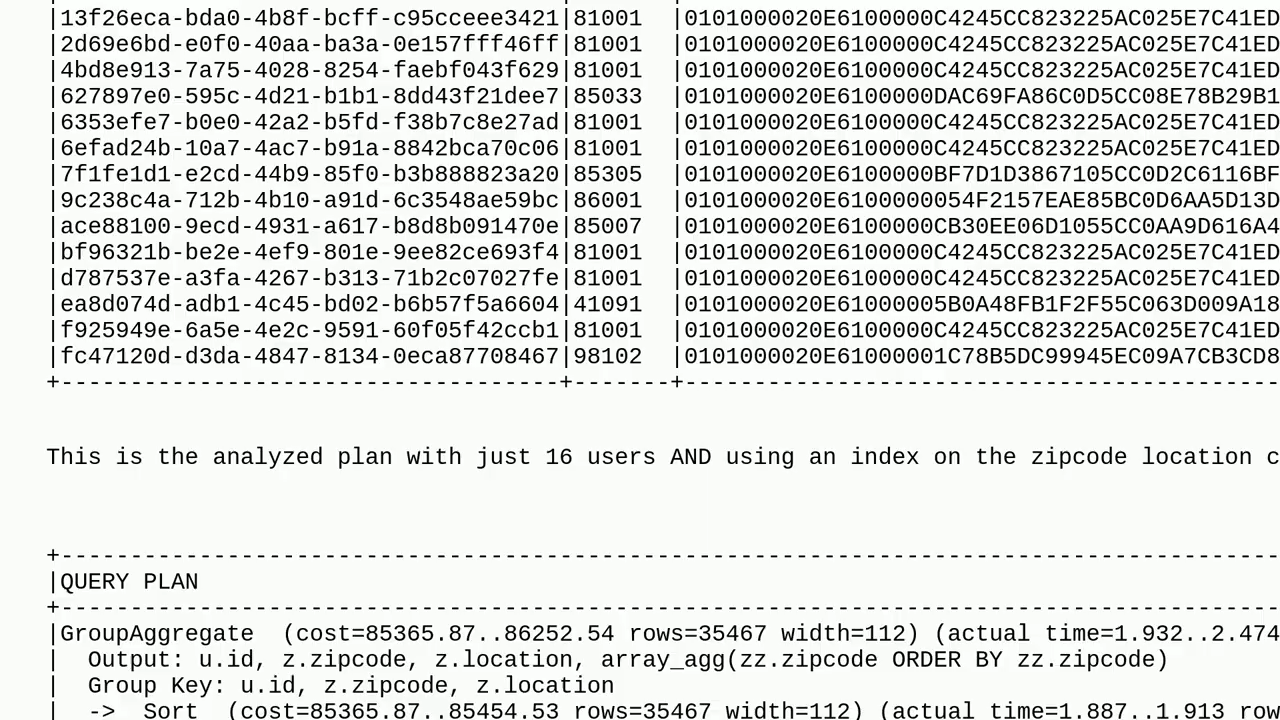 |13f26eca-bda0-4b8f-bcff-c95cceee3421|81001  |0101000020E6100000C4245CC823225AC025E7C41ED
|2d69e6bd-e0f0-40aa-ba3a-0e157fff46ff|81001  |0101000020E6100000C4245CC823225AC025E7C41ED
|4bd8e913-7a75-4028-8254-faebf043f629|81001  |0101000020E6100000C4245CC823225AC025E7C41ED
|627897e0-595c-4d21-b1b1-8dd43f21dee7|85033  |0101000020E6100000DAC69FA86C0D5CC08E78B29B1
|6353efe7-b0e0-42a2-b5fd-f38b7c8e27ad|81001  |0101000020E6100000C4245CC823225AC025E7C41ED
|6efad24b-10a7-4ac7-b91a-8842bca70c06|81001  |0101000020E6100000C4245CC823225AC025E7C41ED
|7f1fe1d1-e2cd-44b9-85f0-b3b888823a20|85305  |0101000020E6100000BF7D1D3867105CC0D2C6116BF
|9c238c4a-712b-4b10-a91d-6c3548ae59bc|86001  |0101000020E6100000054F2157EAE85BC0D6AA5D13D
|ace88100-9ecd-4931-a617-b8d8b091470e|85007  |0101000020E6100000CB30EE06D1055CC0AA9D616A4
|bf96321b-be2e-4ef9-801e-9ee82ce693f4|81001  |0101000020E6100000C4245CC823225AC025E7C41ED
|d787537e-a3fa-4267-b313-71b2c07027fe|81001  |0101000020E6100000C4245CC823225AC025E7C41ED
|ea8d074d-adb1-4c45-bd02-b6b57f5a6604|41091  |0101000020E61000005B0A48FB1F2F55C063D009A18
|f925949e-6a5e-4e2c-9591-60f05f42ccb1|81001  |0101000020E6100000C4245CC823225AC025E7C41ED
|fc47120d-d3da-4847-8134-0eca87708467|98102  |0101000020E61000001C78B5DC99945EC09A7CB3CD8
+------------------------------------+-------+-------------------------------------------
This is the analyzed plan with just 16 users AND using an index on the zipcode location c
+----------------------------------------------------------------------------------------
|QUERY PLAN
+----------------------------------------------------------------------------------------
|GroupAggregate  (cost=85365.87..86252.54 rows=35467 width=112) (actual time=1.932..2.474
|  Output: u.id, z.zipcode, z.location, array_agg(zz.zipcode ORDER BY zz.zipcode)
|  Group Key: u.id, z.zipcode, z.location
|  ->  Sort  (cost=85365.87..85454.53 rows=35467 width=112) (actual time=1.887..1.913 row